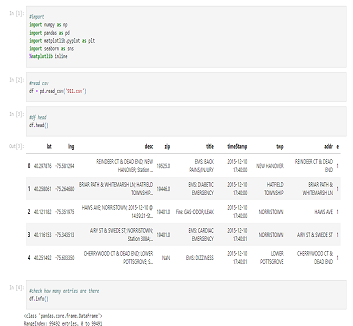 In [1]:
#import
import numpy as np
import pandas as pd
import matplotlib.pyplot as plt
import seaborn as sns
%matplotlib inline
In [2]:
#read csv
df = pd.read_csv('911.csv')
In [3]:
#df head
df.head()
Out[3]:
lat lng desc zip title timeStamp twp addr e
0 40.297876 -75.581294 REINDEER CT & DEAD END; NEW HANOVER; Station ... 19525.0 EMS: BACK PAINS/INJURY 2015-12-10 17:40:00 NEW HANOVER REINDEER CT & DEAD END 1
1 40.258061 -75.264680 BRIAR PATH & WHITEMARSH LN; HATFIELD TOWNSHIP... 19446.0 EMS: DIABETIC EMERGENCY 2015-12-10 17:40:00 HATFIELD TOWNSHIP BRIAR PATH & WHITEMARSH LN 1
2 40.121182 -75.351975 HAWS AVE; NORRISTOWN; 2015-12-10 @ 14:39:21-St... 19401.0 Fire: GAS-ODOR/LEAK 2015-12-10 17:40:00 NORRISTOWN HAWS AVE 1
3 40.116153 -75.343513 AIRY ST & SWEDE ST; NORRISTOWN; Station 308A;... 19401.0 EMS: CARDIAC EMERGENCY 2015-12-10 17:40:01 NORRISTOWN AIRY ST & SWEDE ST 1
4 40.251492 -75.603350 CHERRYWOOD CT & DEAD END; LOWER POTTSGROVE; S... NaN EMS: DIZZINESS 2015-12-10 17:40:01 LOWER POTTSGROVE CHERRYWOOD CT & DEAD END 1
In [4]:
#check how many entries are there
df.info()
<class 'pandas.core.frame.DataFrame'>
RangeIndex: 99492 entries, 0 to 99491